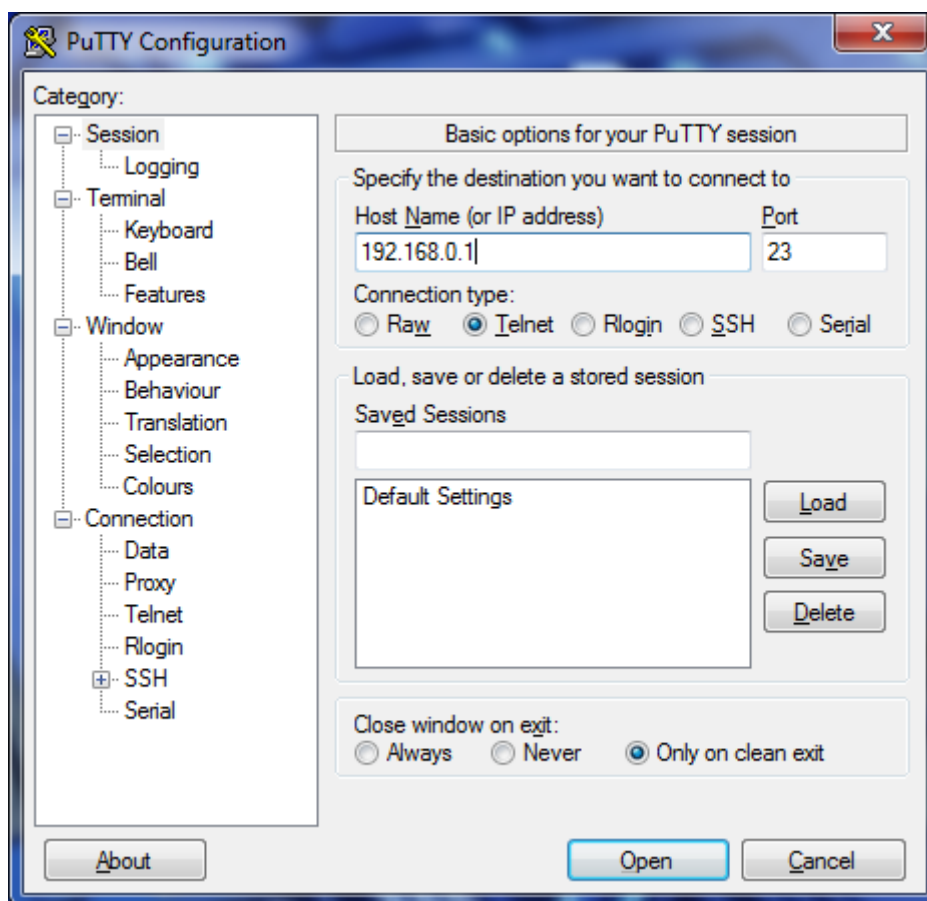 PuTTY Configuration
Category:
Session
Logging
Terminal
Keyboard
Bell
Features
Window
Appearance
Behaviour
Translation
Selection
Colours
Connection
Data
Proxy
Telnet
Rlogin
SSH
Serial
Basic options for your PuTTY session
Specify the destination you want to connect to
Host Name (or IP address) Port
192.168.0.1 23
Connection type:
Raw Telnet Rlogin SSH Serial
Load, save or delete a stored session
Saved Sessions
Default Settings
Load
Save
Delete
Close window on exit:
Always Never Only on clean exit
About Open Cancel